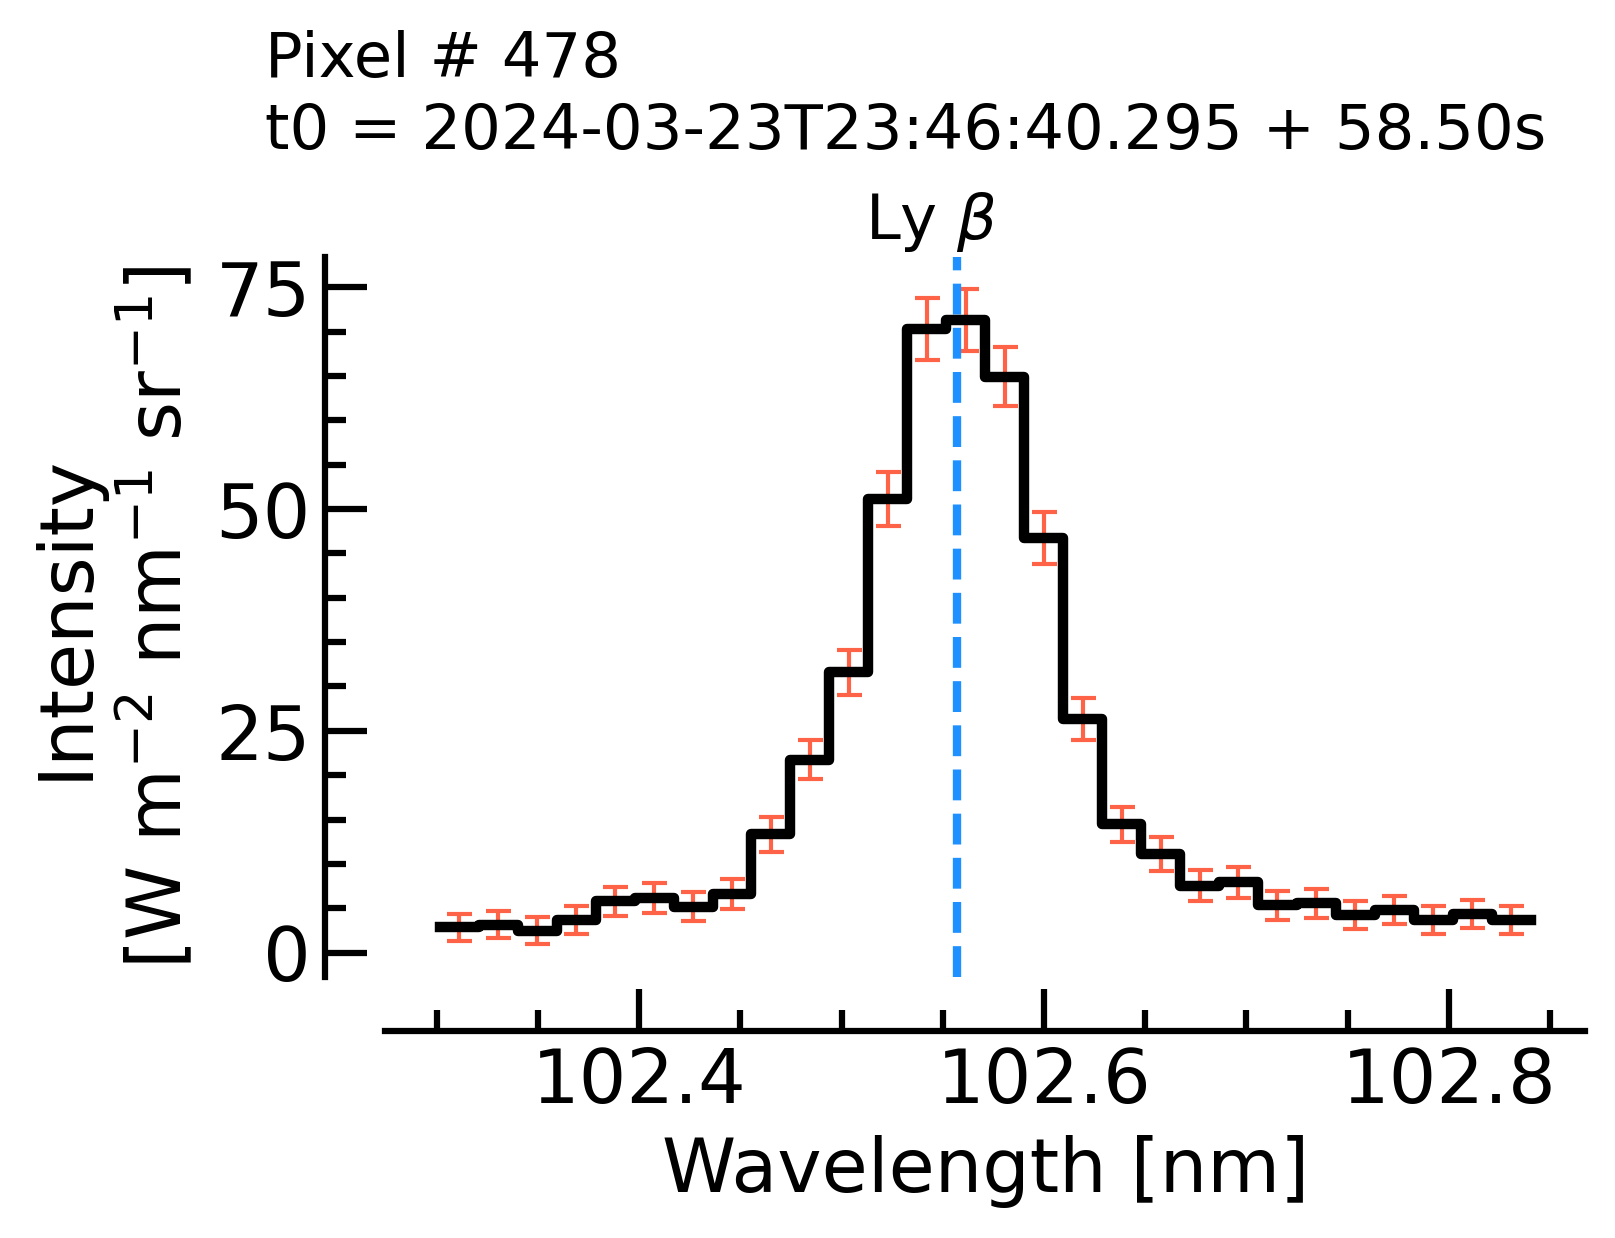 Pixel # 478
t0 = 2024-03-23T23:46:40.295 + 58.50s
Ly β
Intensity
[W m⁻² nm⁻¹ sr⁻¹]
75
50
25
0
102.4 102.6 102.8
Wavelength [nm]